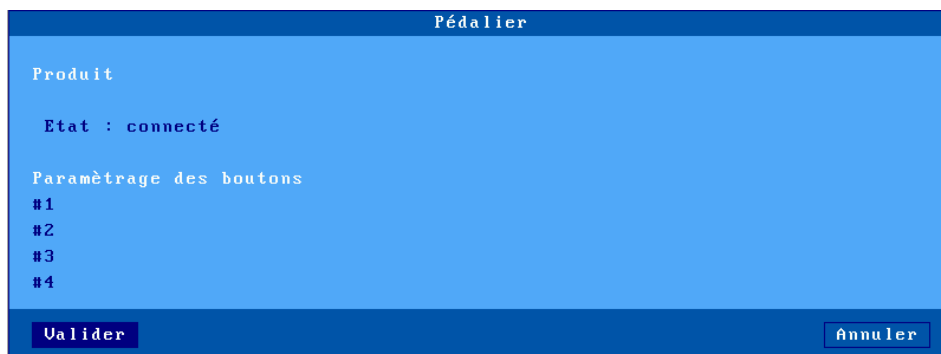 Pédalier
Produit
Etat : connecté
Paramètrage des boutons
#1
#2
#3
#4
Valider
Annuler